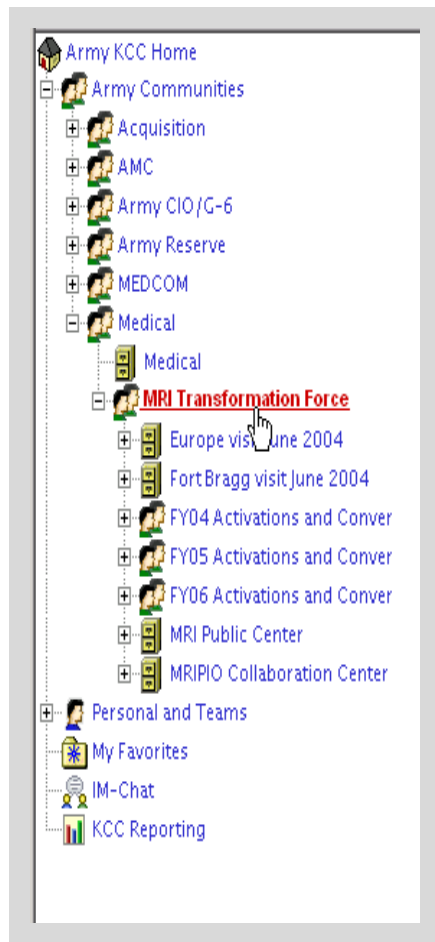 Army KCC Home
Army Communities
Acquisition
AMC
Army CIO/G-6
Army Reserve
MEDCOM
Medical
Medical
MRI Transformation Force
Europe visit June 2004
Fort Bragg visit June 2004
FY04 Activations and Conver
FY05 Activations and Conver
FY06 Activations and Conver
MRI Public Center
MRIPIO Collaboration Center
Personal and Teams
My Favorites
IM-Chat
KCC Reporting